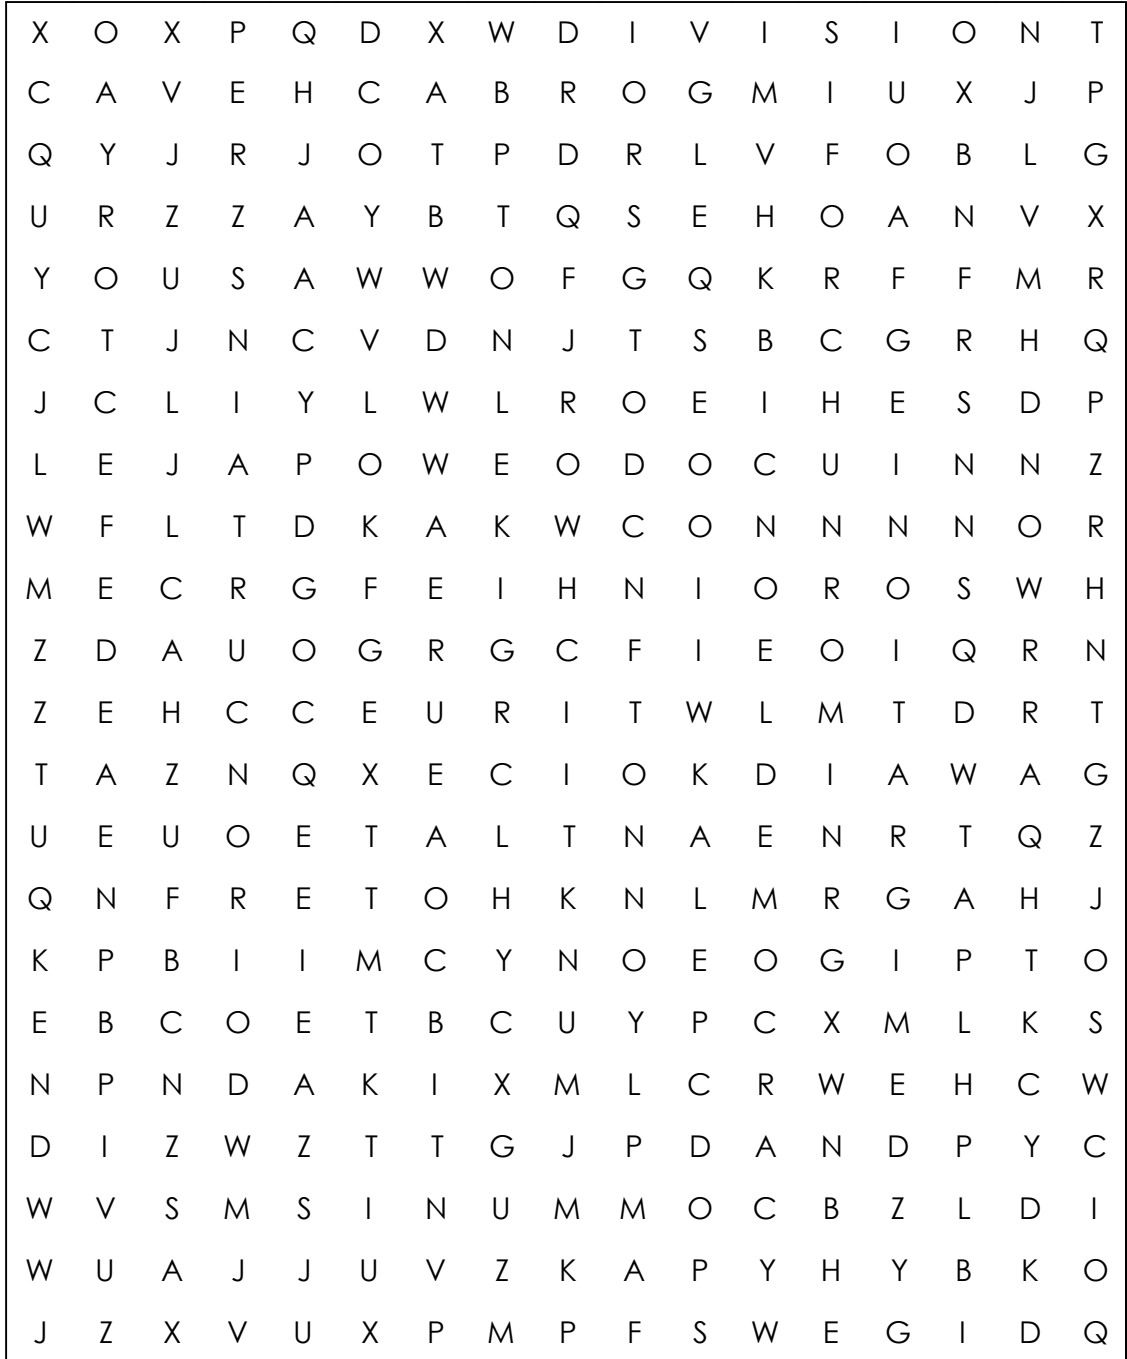 X O X P Q D X W D I V I S I O N T
C A V E H C A B R O G M I U X J P
Q Y J R J O T P D R L V F O B L G
U R Z Z A Y B T Q S E H O A N V X
Y O U S A W W O F G Q K R F F M R
C T J N C V D N J T S B C G R H Q
J C L I Y L W L R O E I H E S D P
L E J A P O W E O D O C U I N N Z
W F L T D K A K W C O N N N N O R
M E C R G F E I H N I O R O S W H
Z D A U O G R G C F I E O I Q R N
Z E H C C E U R I T W L M T D R T
T A Z N Q X E C I O K D I A W A G
U E U O E T A L T N A E N R T Q Z
Q N F R E T O H K N L M R G A H J
K P B I I M C Y N O E O G I P T O
E B C O E T B C U Y P C X M L K S
N P N D A K I X M L C R W E H C W
D I Z W Z T T G J P D A N D P Y C
W V S M S I N U M M O C B Z L D I
W U A J J U V Z K A P Y H Y B K O
J Z X V U X P M P F S W E G I D Q